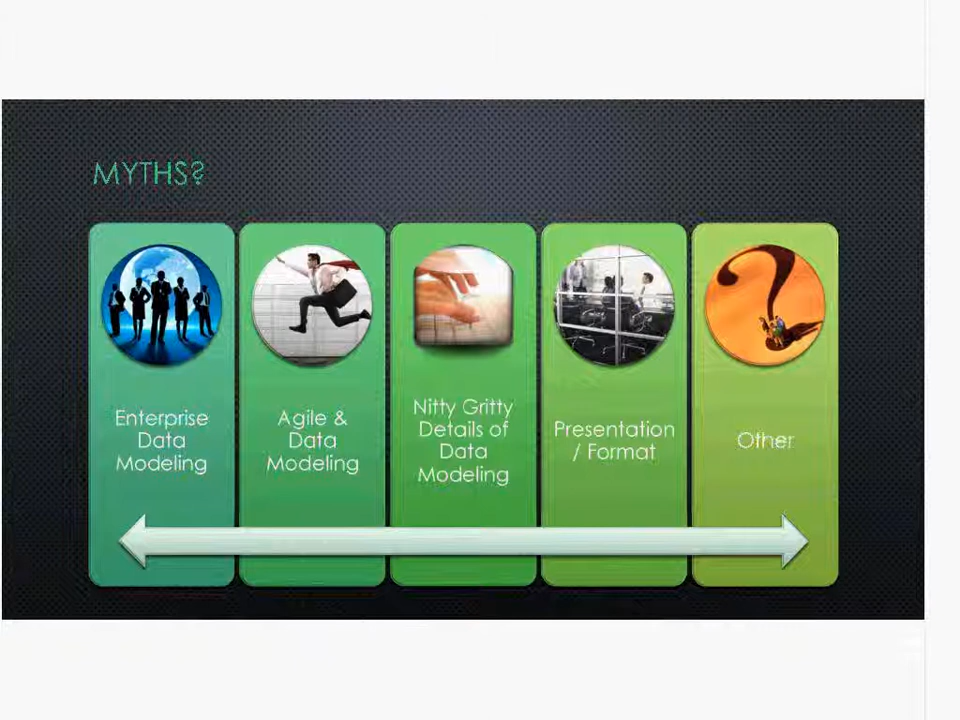 MYTHS?
Enterprise
Data
Modeling
Agile &
Data
Modeling
Nitty Gritty
Details of
Data
Modeling
Presentation
/ Format
Other